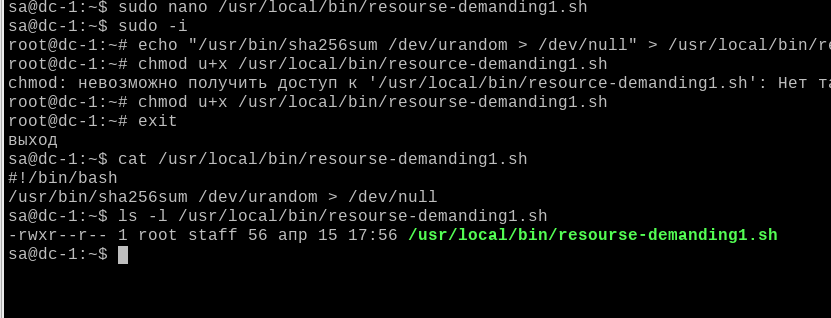 sa@dc-1:~$ sudo nano /usr/local/bin/resourse-demanding1.sh
sa@dc-1:~$ sudo -i
root@dc-1:~# echo "/usr/bin/sha256sum /dev/urandom > /dev/null" > /usr/local/bin/re
root@dc-1:~# chmod u+x /usr/local/bin/resource-demanding1.sh
chmod: невозможно получить доступ к '/usr/local/bin/resource-demanding1.sh': Нет та
root@dc-1:~# chmod u+x /usr/local/bin/resourse-demanding1.sh
root@dc-1:~# exit
выход
sa@dc-1:~$ cat /usr/local/bin/resourse-demanding1.sh
#!/bin/bash
/usr/bin/sha256sum /dev/urandom > /dev/null
sa@dc-1:~$ ls -l /usr/local/bin/resourse-demanding1.sh
-rwxr--r-- 1 root staff 56 апр 15 17:56 /usr/local/bin/resourse-demanding1.sh
sa@dc-1:~$